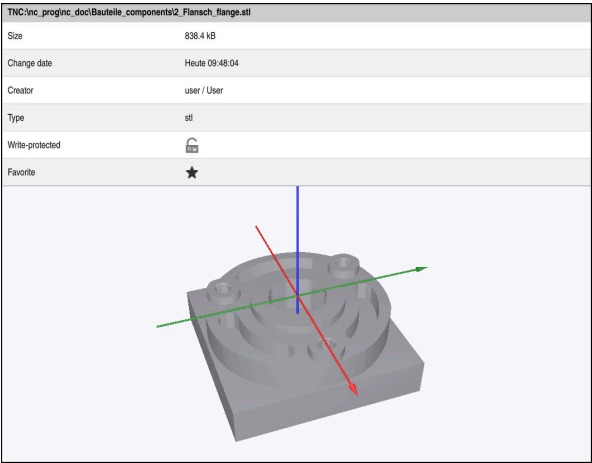 TNC:\nc_prog\nc_doc\Bauteile_components\2_Flansch_flange.stl
Size 838.4 kB
Change date Heute 09:48:04
Creator user / User
Type stl
Write-protected RW
Favorite